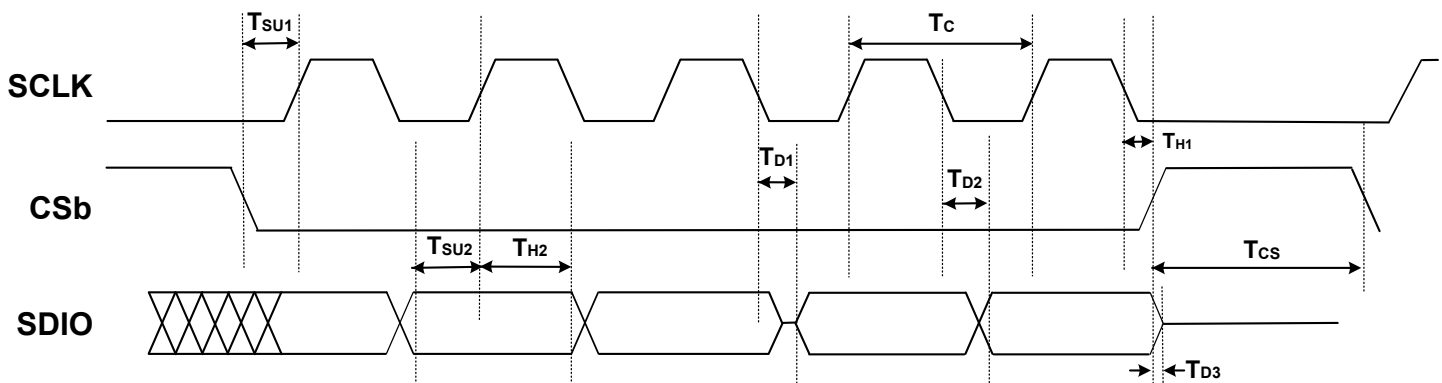 TSU1
TC
SCLK
TH1
TD1
TD2
CSb
TSU2
TH2
TCS
SDIO
TD3